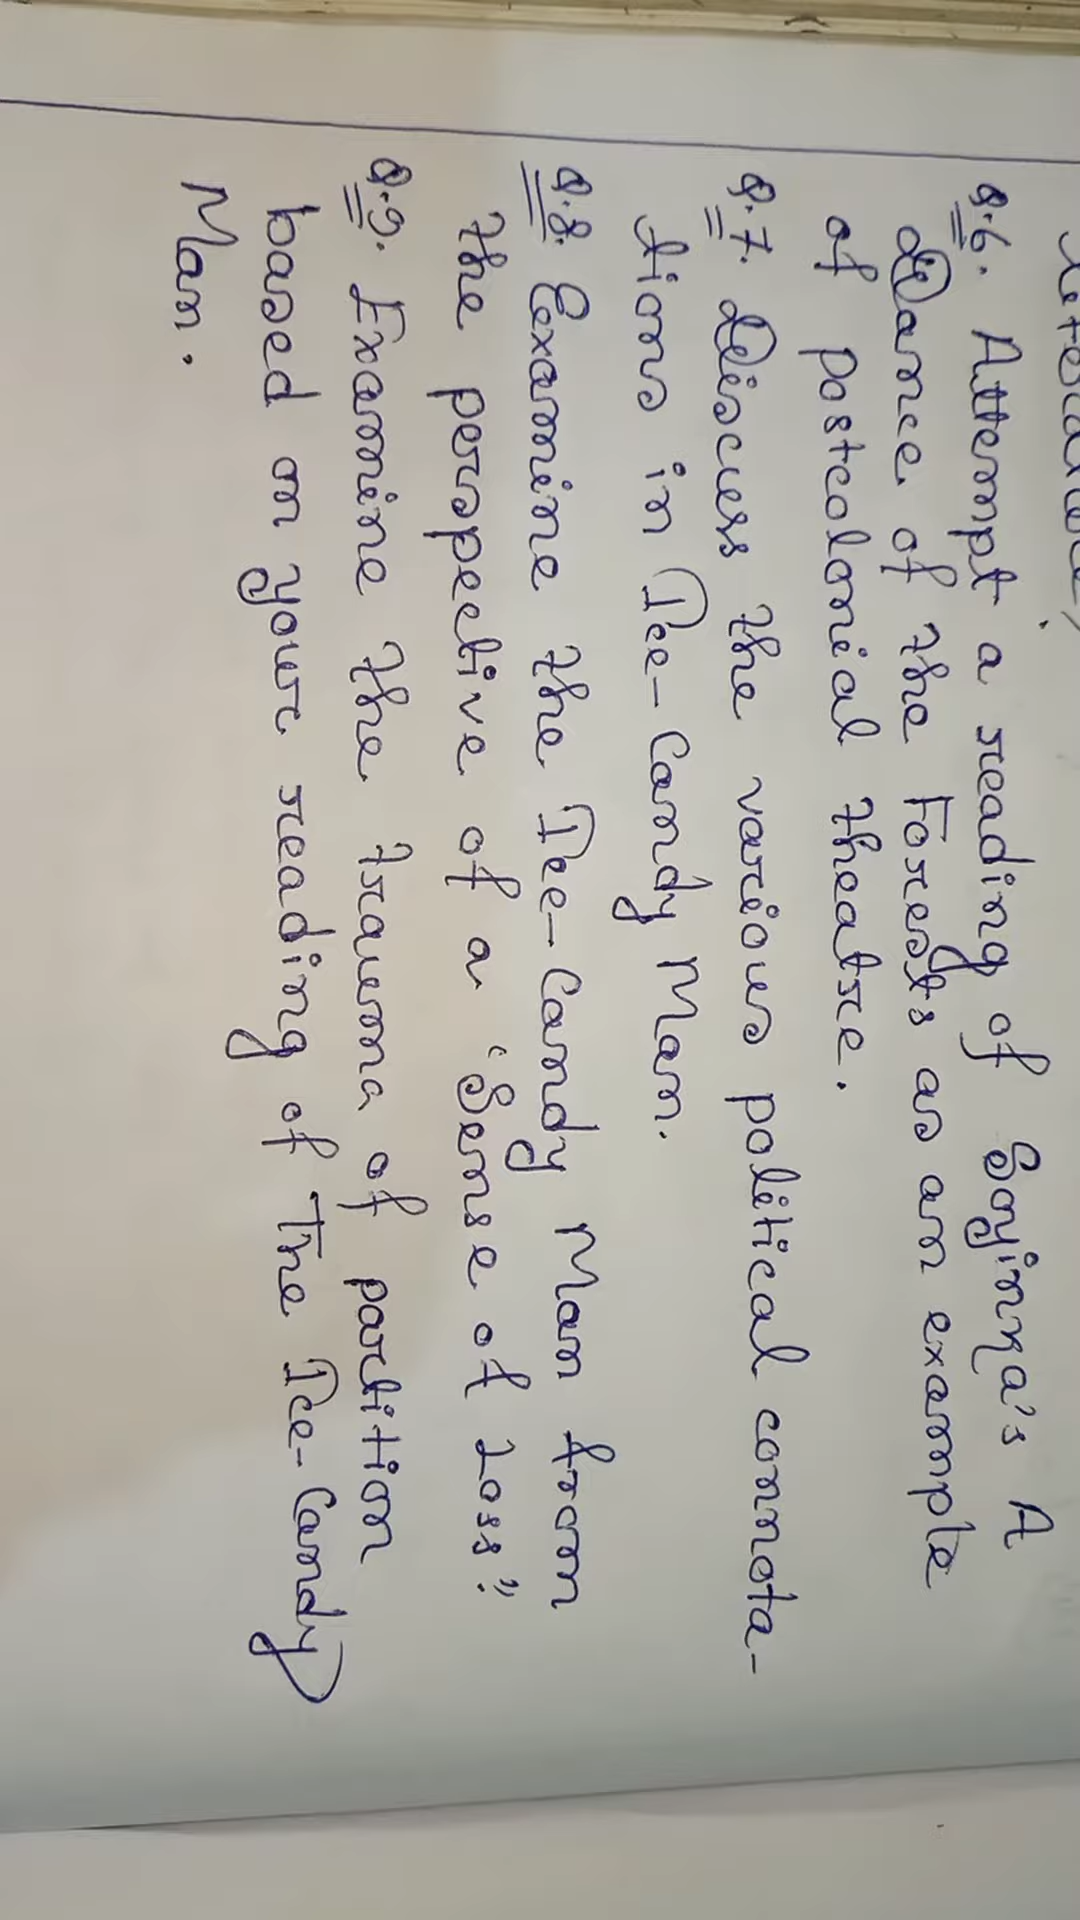 Q.6. Attempt a reading of Soyinka's A
Dance of the Forests as an example
of postcolonial theatre.
Q.7. Discuss the various political connota-
tions in Ice-Candy Man.
Q.8. Examine the Ice-Candy Man from
the perspective of a 'Sense of Loss".
Q.9. Examine the trauma of partition
based on your reading of The Ice-Candy
Man.